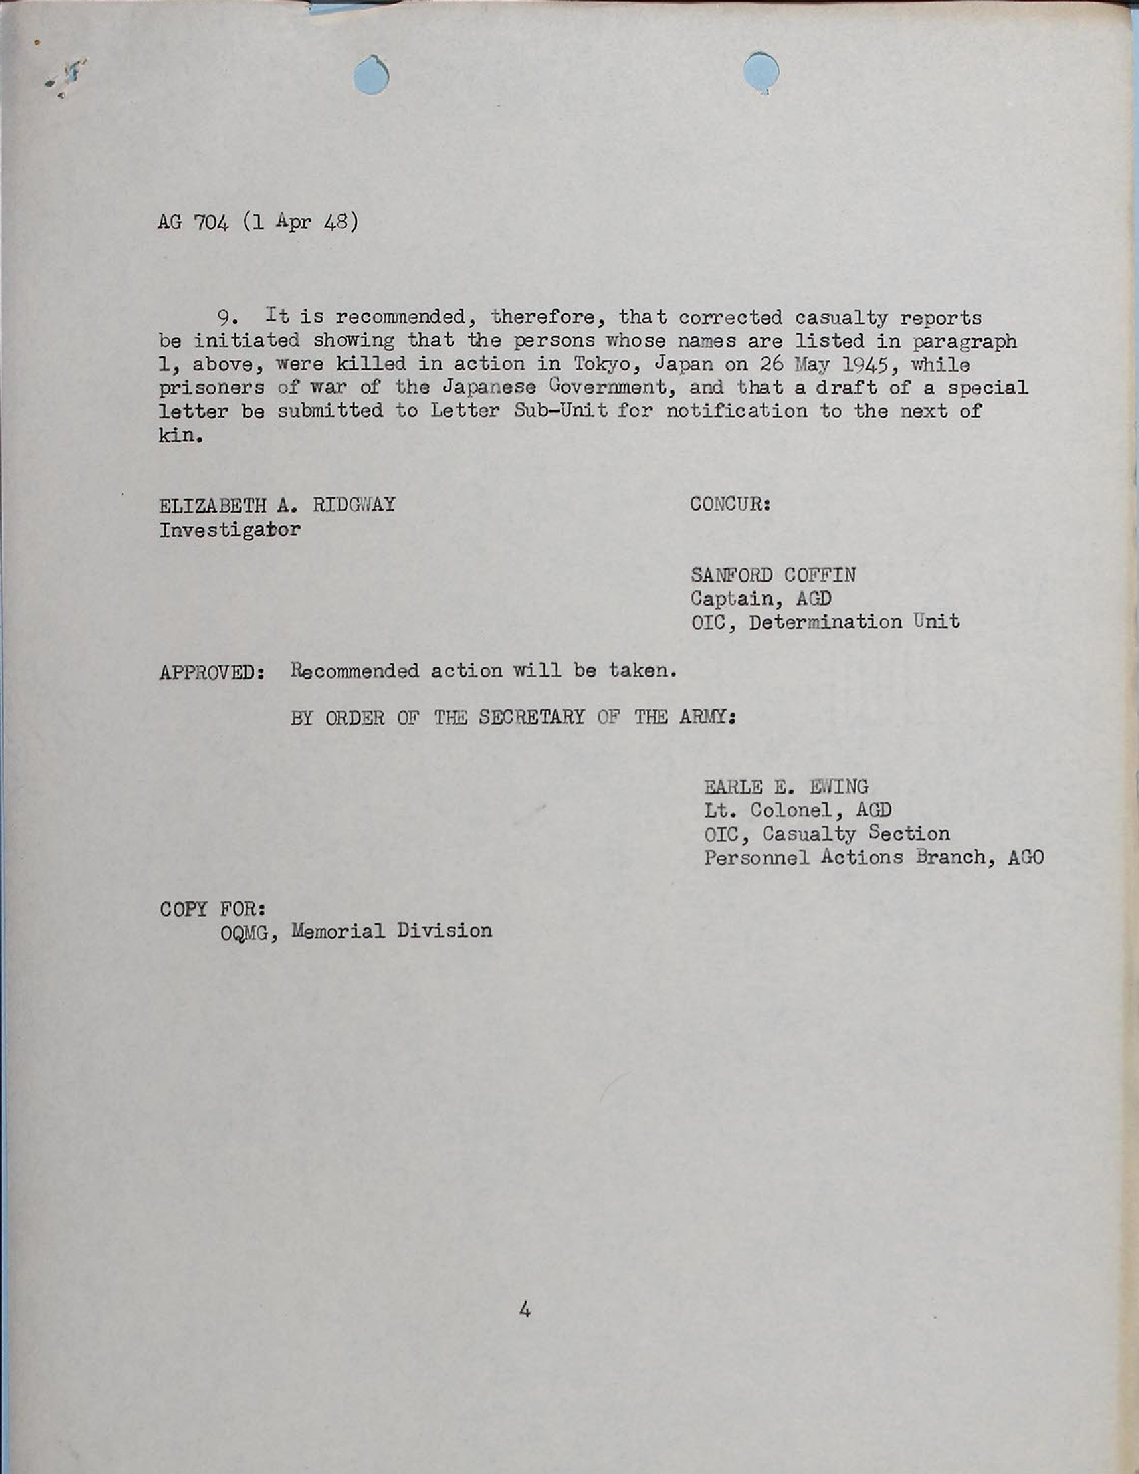 AG 704 (1 Apr 48)
9. It is recommended, therefore, that corrected casualty reports
be initiated showing that the persons whose names are listed in paragraph
1, above, were killed in action in Tokyo, Japan on 26 May 1945, while
prisoners of war of the Japanese Government, and that a draft of a special
letter be submitted to Letter Sub-Unit for notification to the next of
kin.
ELIZABETH A. RIDGWAY
Investigator
CONCUR:
SANFORD COFFIN
Captain, AGD
OIC, Determination Unit
APPROVED: Recommended action will be taken.
BY ORDER OF THE SECRETARY OF THE ARMY:
EARLE E. EWING
Lt. Colonel, AGD
OIC, Casualty Section
Personnel Actions Branch, AGO
COPY FOR:
OQMG, Memorial Division
4